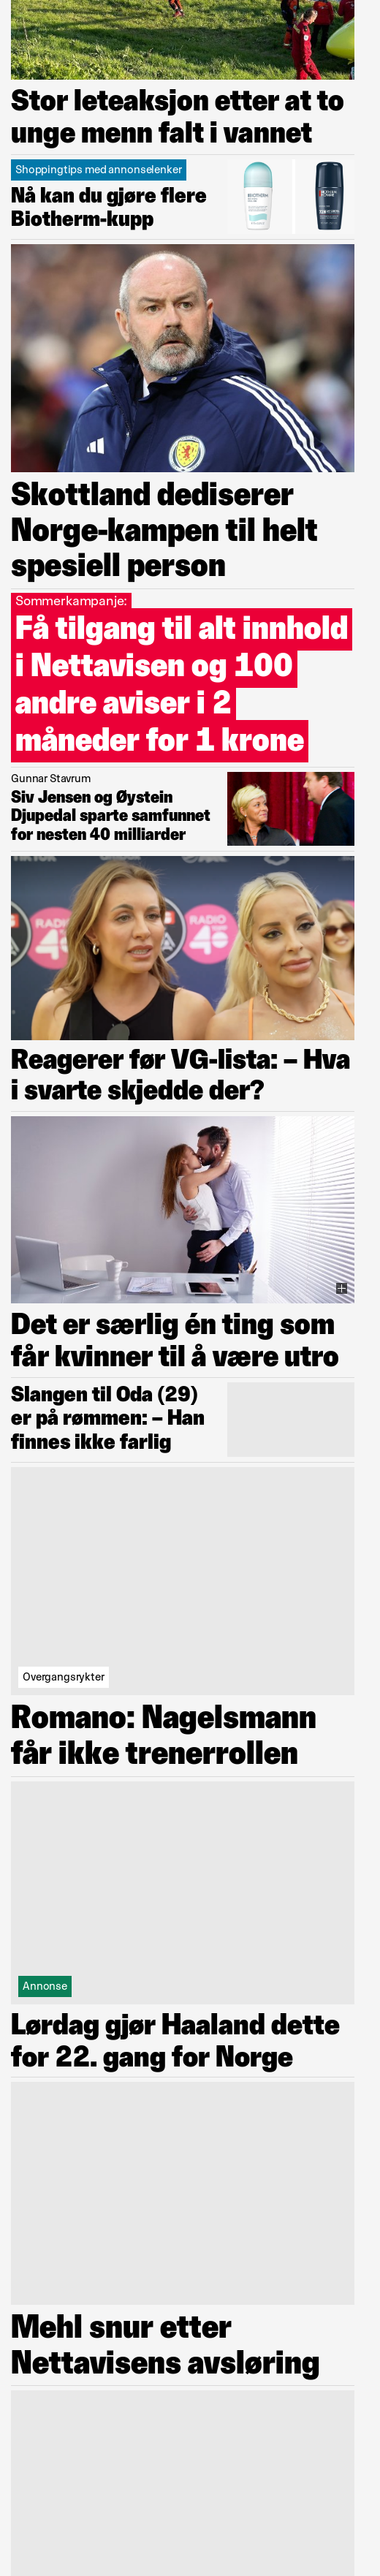 Stor leteaksjon etter at to
unge menn falt i vannet
Shoppingtips med annonselenker
Nå kan du gjøre flere
Biotherm-kupp
Skottland dediserer
Norge-kampen til helt
spesiell person
Sommerkampanje:
Få tilgang til alt innhold
i Nettavisen og 100
andre aviser i 2
måneder for 1 krone
Gunnar Stavrum
Siv Jensen og Øystein
Djupedal sparte samfunnet
for nesten 40 milliarder
RADIO
RADIO
Reagerer før VG-lista: – Hva
i svarte skjedde der?
Det er særlig én ting som
får kvinner til å være utro
Slangen til Oda (29)
er på rømmen: – Han
finnes ikke farlig
Overgangsrykter
Romano: Nagelsmann
får ikke trenerrollen
Annonse
Lørdag gjør Haaland dette
for 22. gang for Norge
Mehl snur etter
Nettavisens avsløring